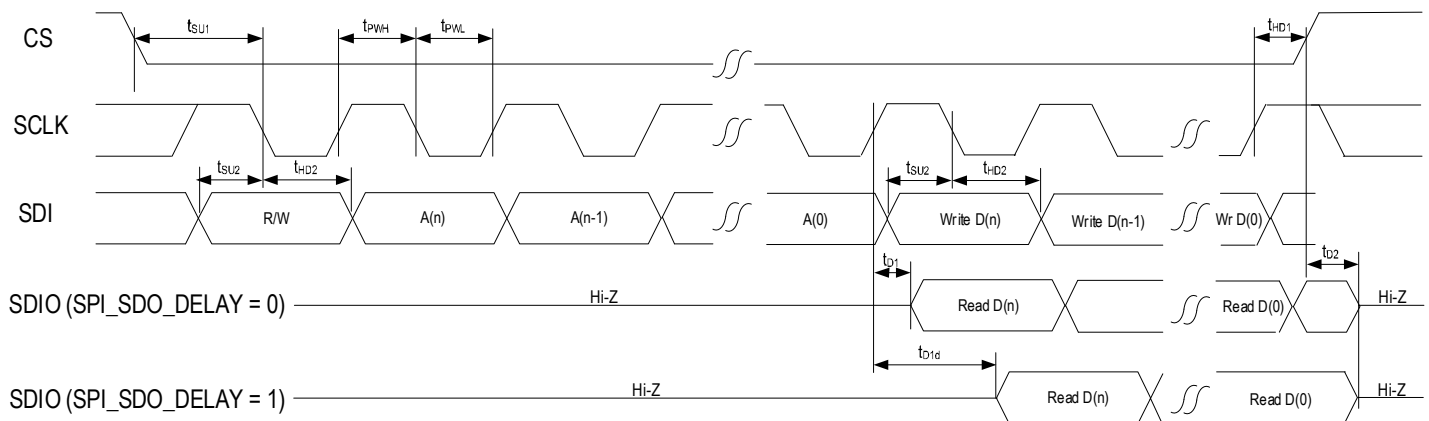 CS
tSU1
tPWH
tPWL
tHD1
SCLK
tSU2
tHD2
tSU2
tHD2
SDI
R/W
A(n)
A(n-1)
A(0)
Write D(n)
Write D(n-1)
Wr D(0)
tD1
tD2
SDIO (SPI_SDO_DELAY = 0)
Hi-Z
Read D(n)
Read D(0)
Hi-Z
tD1d
SDIO (SPI_SDO_DELAY = 1)
Hi-Z
Read D(n)
Read D(0)
Hi-Z